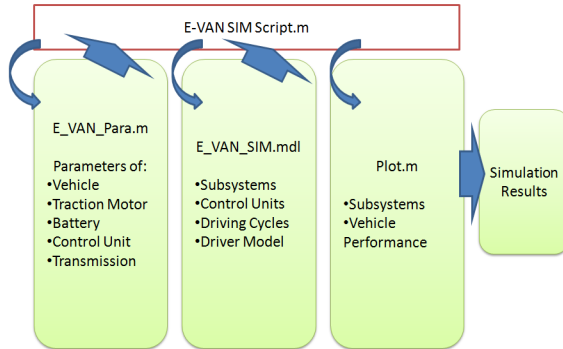 E-VAN SIM Script.m
E_VAN_Para.m
Parameters of:
•Vehicle
•Traction Motor
•Battery
•Control Unit
•Transmission
E_VAN_SIM.mdl
•Subsystems
•Control Units
•Driving Cycles
•Driver Model
Plot.m
•Subsystems
•Vehicle
Performance
Simulation
Results